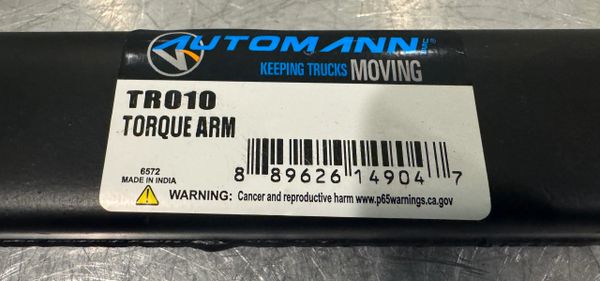 AUTOMANN INC®
KEEPING TRUCKS MOVING
TR010
TORQUE ARM
6572
MADE IN INDIA
8 89626 14904 7
WARNING: Cancer and reproductive harm www.p65warnings.ca.gov